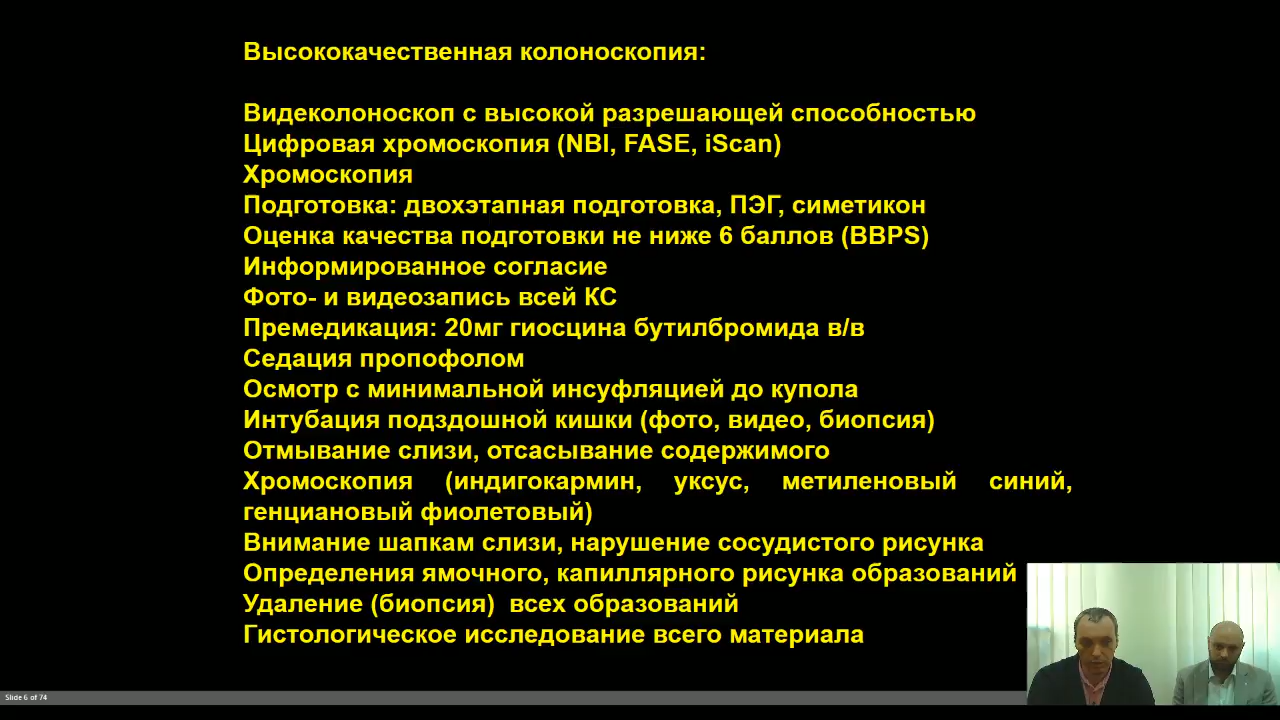 Высококачественная колоноскопия:
Видеколоноскоп с высокой разрешающей способностью
Цифровая хромоскопия (NBI, FASE, iScan)
Хромоскопия
Подготовка: двохэтапная подготовка, ПЭГ, симетикон
Оценка качества подготовки не ниже 6 баллов (BBPS)
Информированное согласие
Фото- и видеозапись всей КС
Премедикация: 20мг гиосцина бутилбромида в/в
Седация пропофолом
Осмотр с минимальной инсуфляцией до купола
Интубация подздошной кишки (фото, видео, биопсия)
Отмывание слизи, отсасывание содержимого
Хромоскопия (индигокармин, уксус, метиленовый синий,
генциановый фиолетовый)
Внимание шапкам слизи, нарушение сосудистого рисунка
Определения ямочного, капиллярного рисунка образований
Удаление (биопсия) всех образований
Гистологическое исследование всего материала
Slide 6 of 74